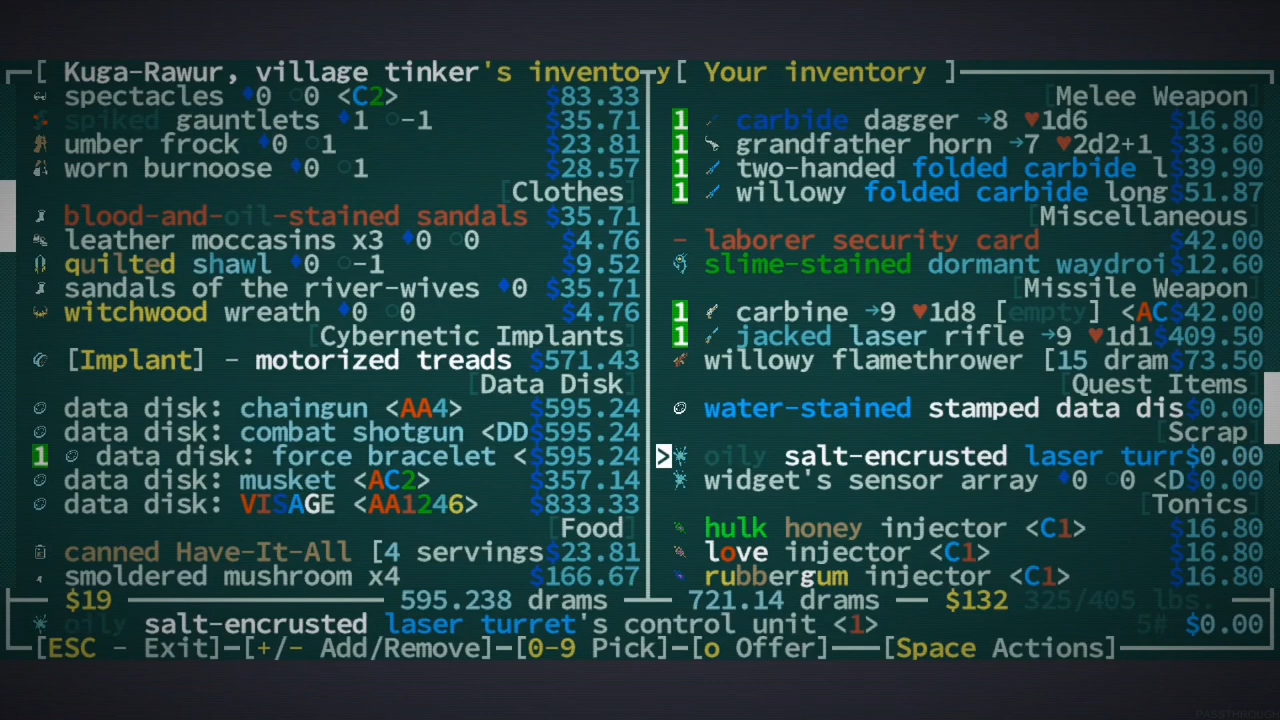 [ Kuga-Rawur, village tinker's invento y[ Your inventory ]
spectacles ♦0 ○0 <C2> $83.33
spiked gauntlets ♦1 ○-1 $35.71
umber frock ♦0 ○1 $23.81
worn burnoose ♦0 ○1 $28.57
[Clothes]
blood-and-oil-stained sandals $35.71
leather moccasins x3 ♦0 ○0 $4.76
quilted shawl ♦0 ○-1 $9.52
sandals of the river-wives ♦0 $35.71
witchwood wreath ♦0 ○0 $4.76
[Cybernetic Implants]
[Implant] - motorized treads $571.43
[Data Disk]
data disk: chaingun <AA4> $595.24
data disk: combat shotgun <DD $595.24
1 data disk: force bracelet < $595.24
data disk: musket <AC2> $357.14
data disk: VISAGE <AA1246> $833.33
[Food]
canned Have-It-All [4 servings $23.81
smoldered mushroom x4 $166.67
[Melee Weapon]
1 carbide dagger →8 ♥1d6 $16.80
1 grandfather horn →7 ♥2d2+1 $33.60
1 two-handed folded carbide l $39.90
1 willowy folded carbide long $51.87
[Miscellaneous]
- laborer security card $42.00
slime-stained dormant waydroi $12.60
[Missile Weapon]
1 carbine →9 ♥1d8 [empty] <AC $42.00
1 jacked laser rifle →9 ♥1d1 $409.50
willowy flamethrower [15 dram $73.50
[Quest Items]
water-stained stamped data dis $0.00
[Scrap]
> oily salt-encrusted laser turr $0.00
widget's sensor array ♦0 ○0 <D $0.00
[Tonics]
hulk honey injector <C1> $16.80
love injector <C1> $16.80
rubbergum injector <C1> $16.80
$19 595.238 drams 721.14 drams $132 325/405 lbs.
oily salt-encrusted laser turret's control unit <1> 5# $0.00
[ESC - Exit]-[+/- Add/Remove]-[0-9 Pick]-[o Offer] [Space Actions]
PASSTHROUGH